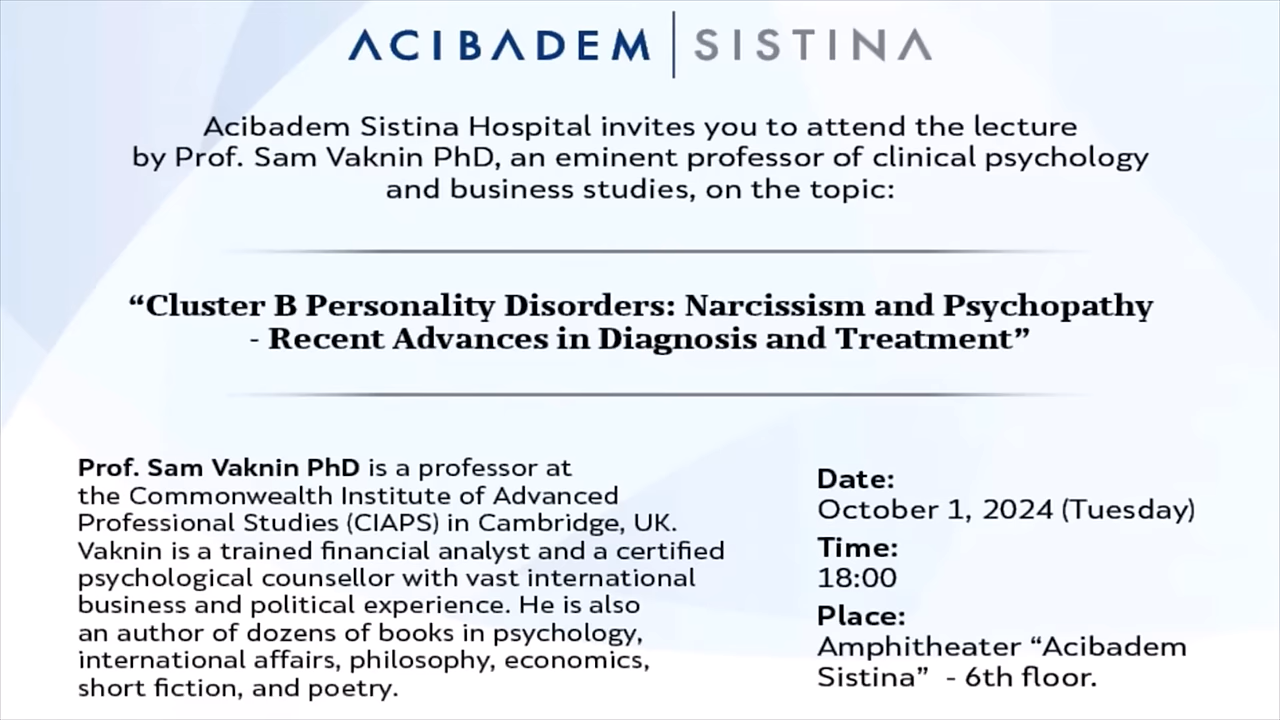 ACIBADEM | SISTINA
Acibadem Sistina Hospital invites you to attend the lecture
by Prof. Sam Vaknin PhD, an eminent professor of clinical psychology
and business studies, on the topic:
“Cluster B Personality Disorders: Narcissism and Psychopathy
- Recent Advances in Diagnosis and Treatment”
Prof. Sam Vaknin PhD is a professor at
the Commonwealth Institute of Advanced
Professional Studies (CIAPS) in Cambridge, UK.
Vaknin is a trained financial analyst and a certified
psychological counsellor with vast international
business and political experience. He is also
an author of dozens of books in psychology,
international affairs, philosophy, economics,
short fiction, and poetry.
Date:
October 1, 2024 (Tuesday)
Time:
18:00
Place:
Amphitheater “Acibadem
Sistina” - 6th floor.